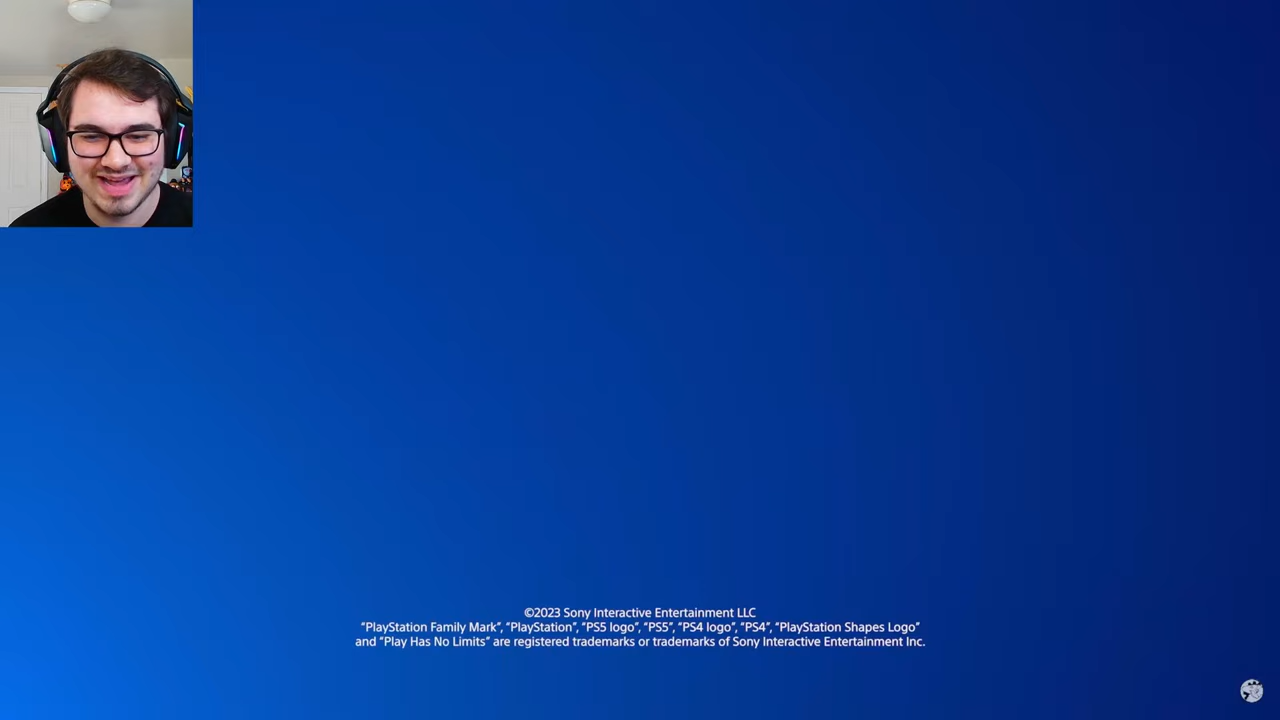 ©2023 Sony Interactive Entertainment LLC
“PlayStation Family Mark”, “PlayStation”, “PS5 logo”, “PS5”, “PS4 logo”, “PS4”, “PlayStation Shapes Logo”
and “Play Has No Limits” are registered trademarks or trademarks of Sony Interactive Entertainment Inc.